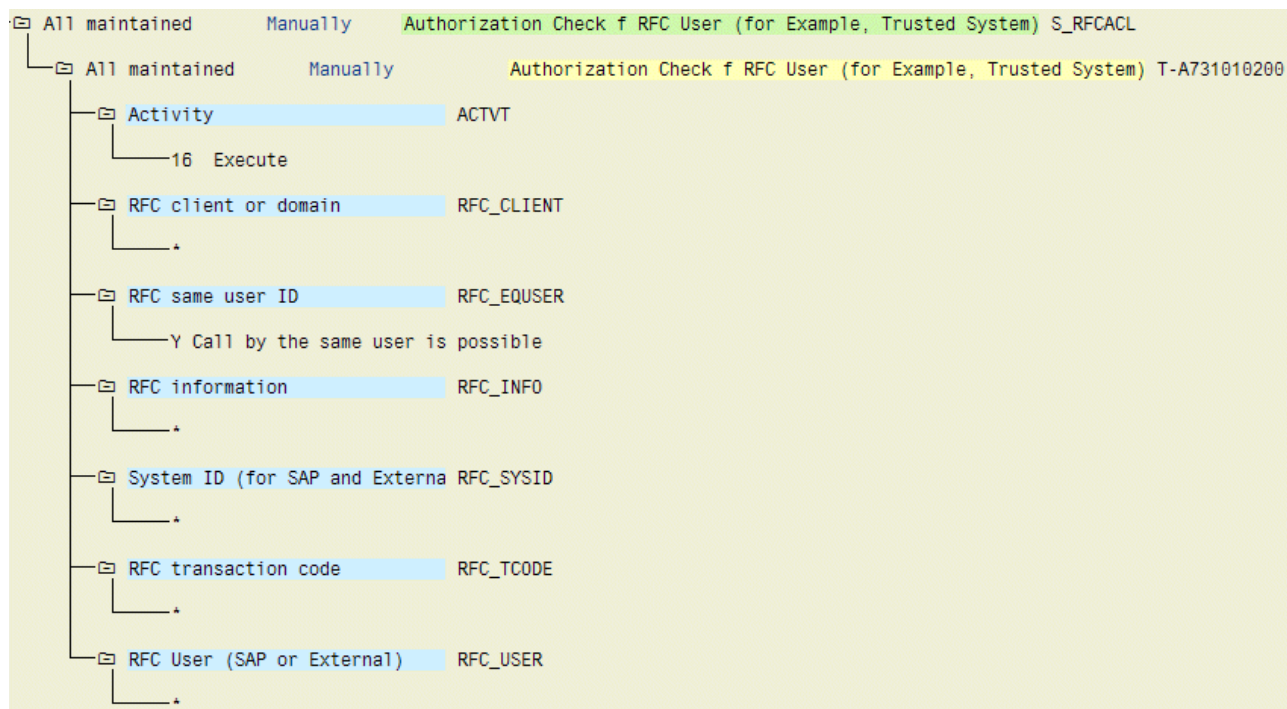 All maintained Manually Authorization Check f RFC User (for Example, Trusted System) S_RFCACL
All maintained Manually Authorization Check f RFC User (for Example, Trusted System) T-A731010200
Activity ACTVT
16 Execute
RFC client or domain RFC_CLIENT
*
RFC same user ID RFC_EQUSER
Y Call by the same user is possible
RFC information RFC_INFO
*
System ID (for SAP and Externa RFC_SYSID
*
RFC transaction code RFC_TCODE
*
RFC User (SAP or External) RFC_USER
*